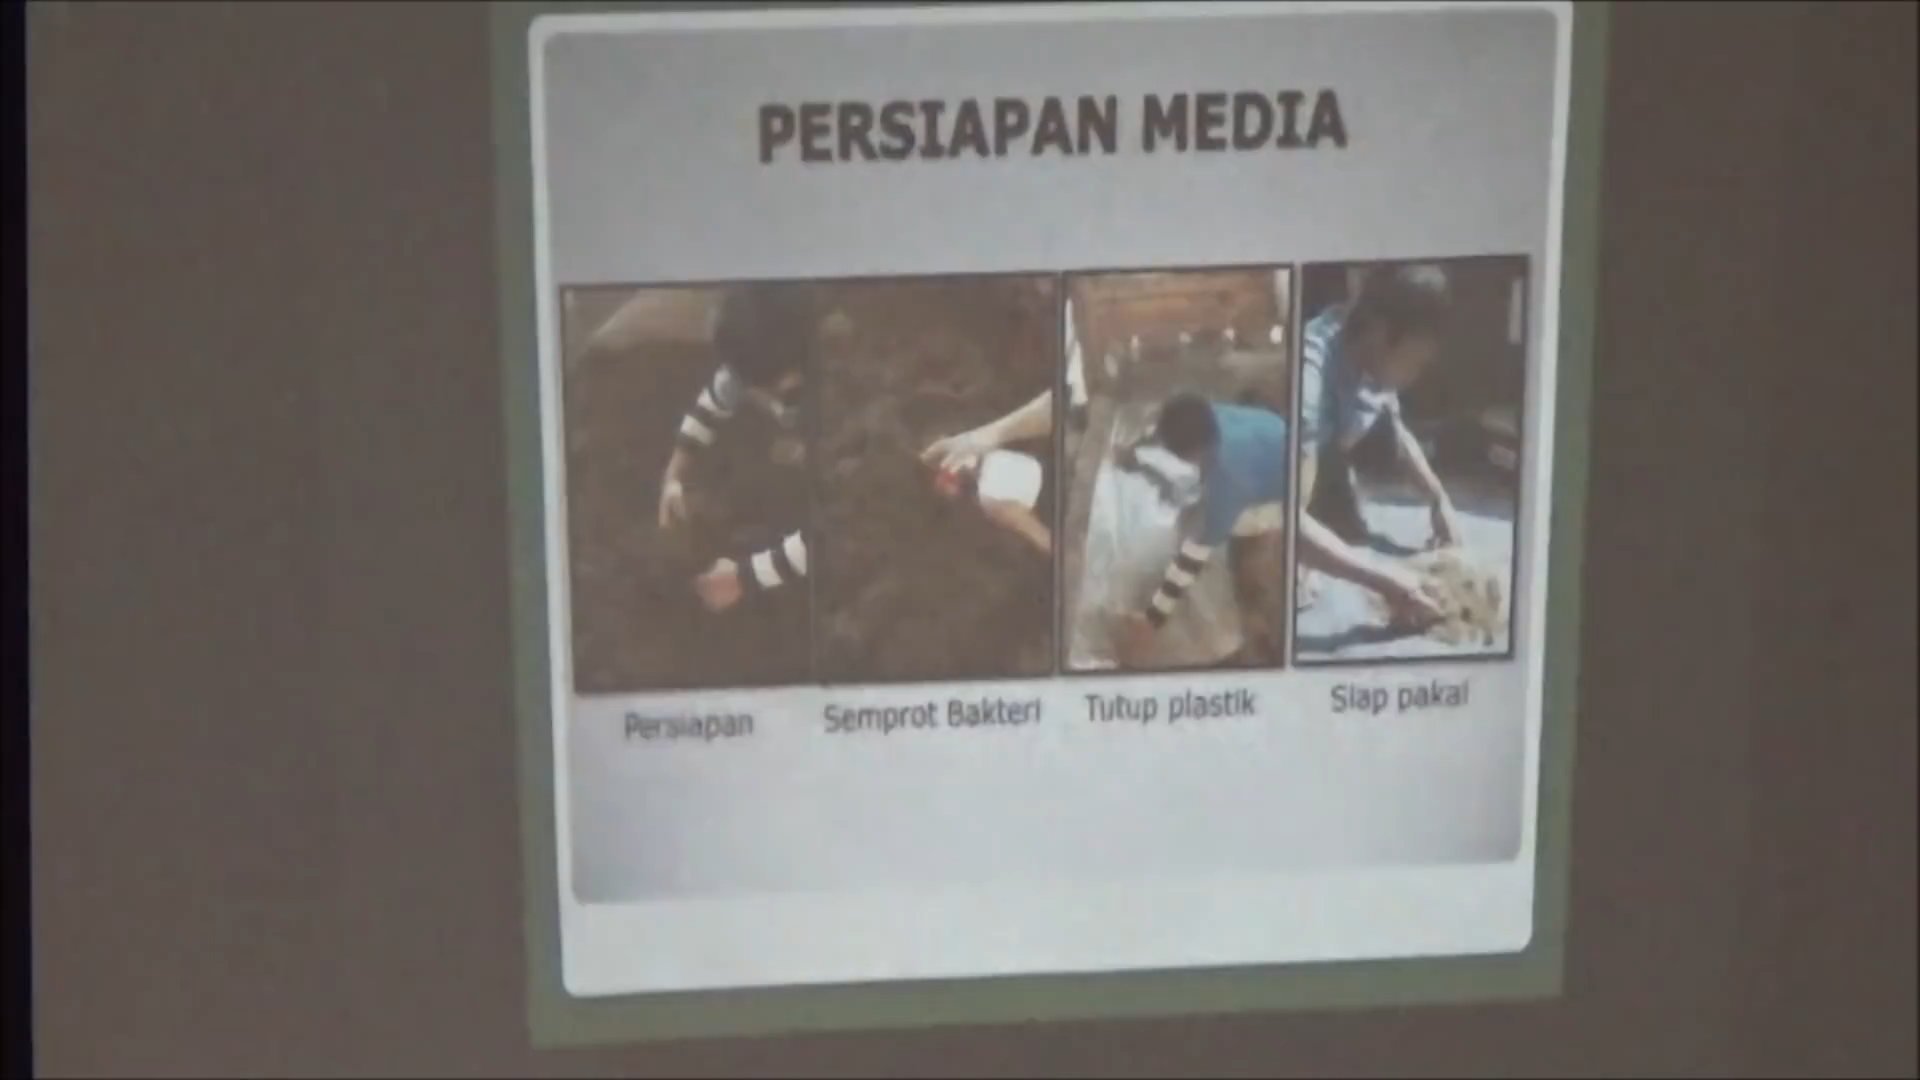 PERSIAPAN MEDIA
Persiapan
Semprot Bakteri
Tutup plastik
Siap pakai